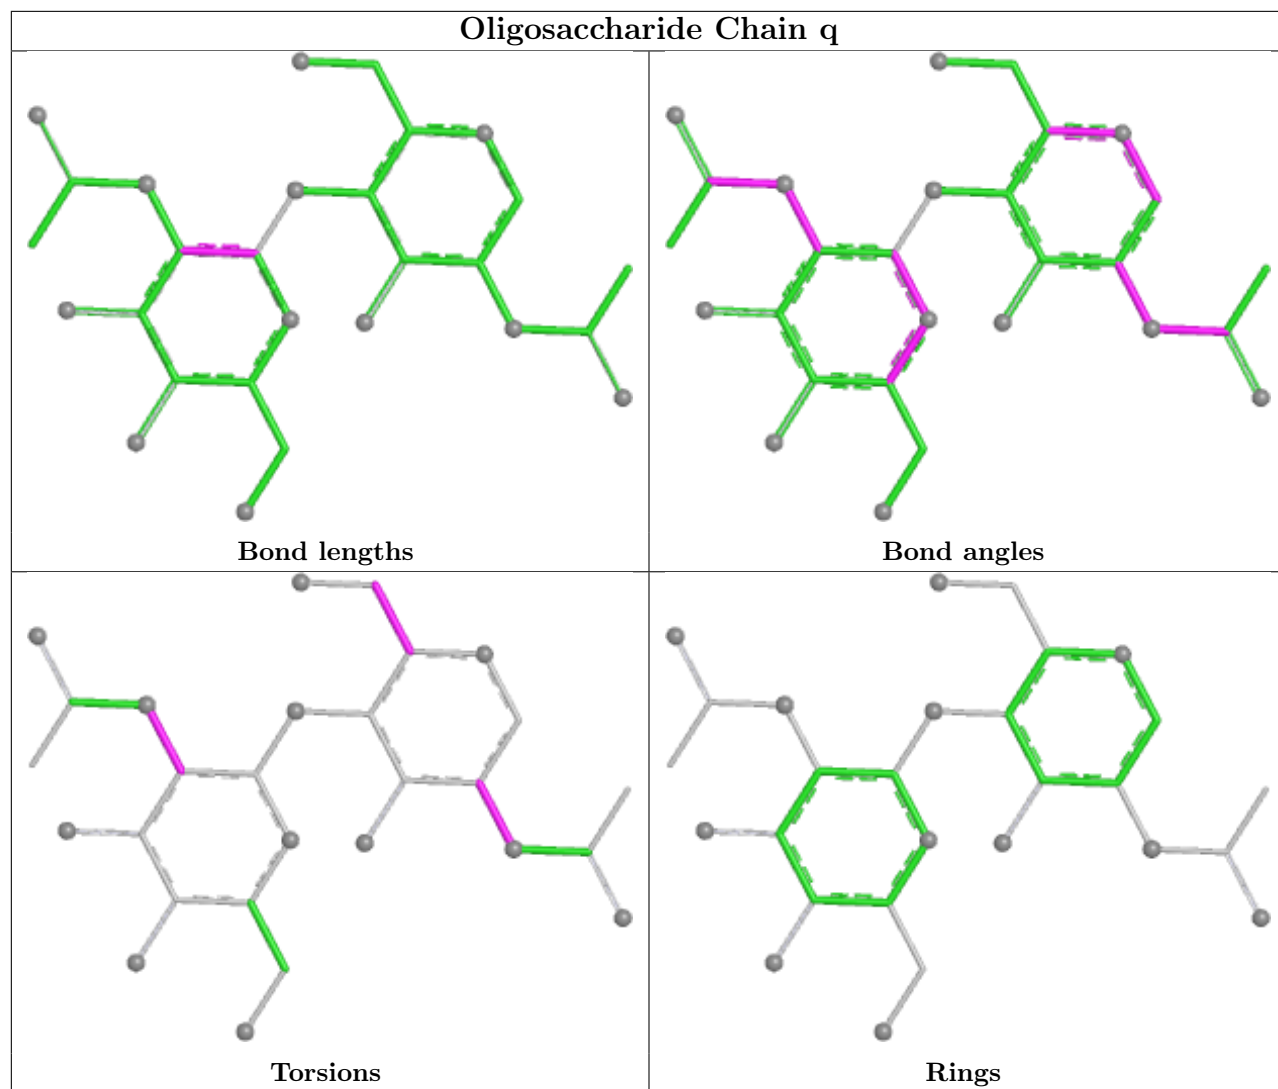 Oligosaccharide Chain q
Bond lengths
Bond angles
Torsions
Rings